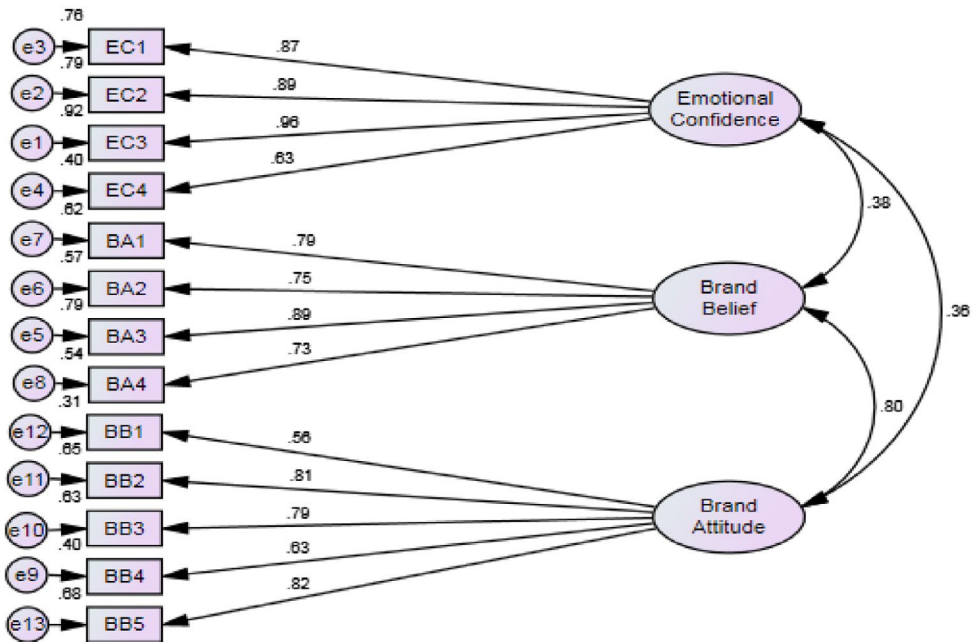 .76
e3 EC1
.87
.79
e2 EC2
.89
Emotional
Confidence
.92
e1 EC3
.96
.40
e4 EC4
.63
.38
.62
e7 BA1
.79
.57
e6 BA2
.75
Brand
Belief
.79
e5 BA3
.89
.36
.54
e8 BA4
.73
.80
.31
e12 BB1
.56
.65
e11 BB2
.81
Brand
Attitude
.63
e10 BB3
.79
.40
e9 BB4
.63
.68
e13 BB5
.82